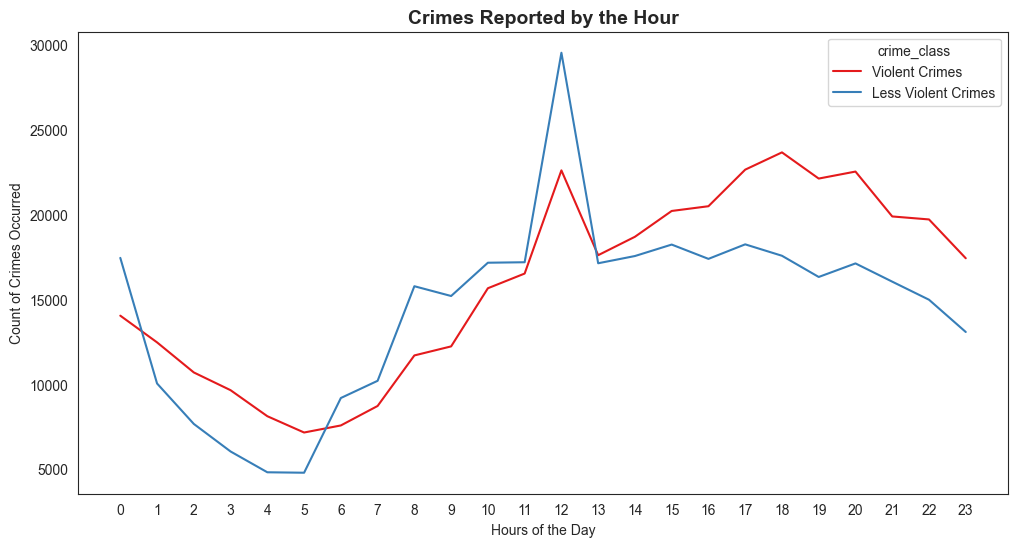 Crimes Reported by the Hour
crime_class
Violent Crimes
Less Violent Crimes
Count of Crimes Occurred
30000
25000
20000
15000
10000
5000
0 1 2 3 4 5 6 7 8 9 10 11 12 13 14 15 16 17 18 19 20 21 22 23
Hours of the Day